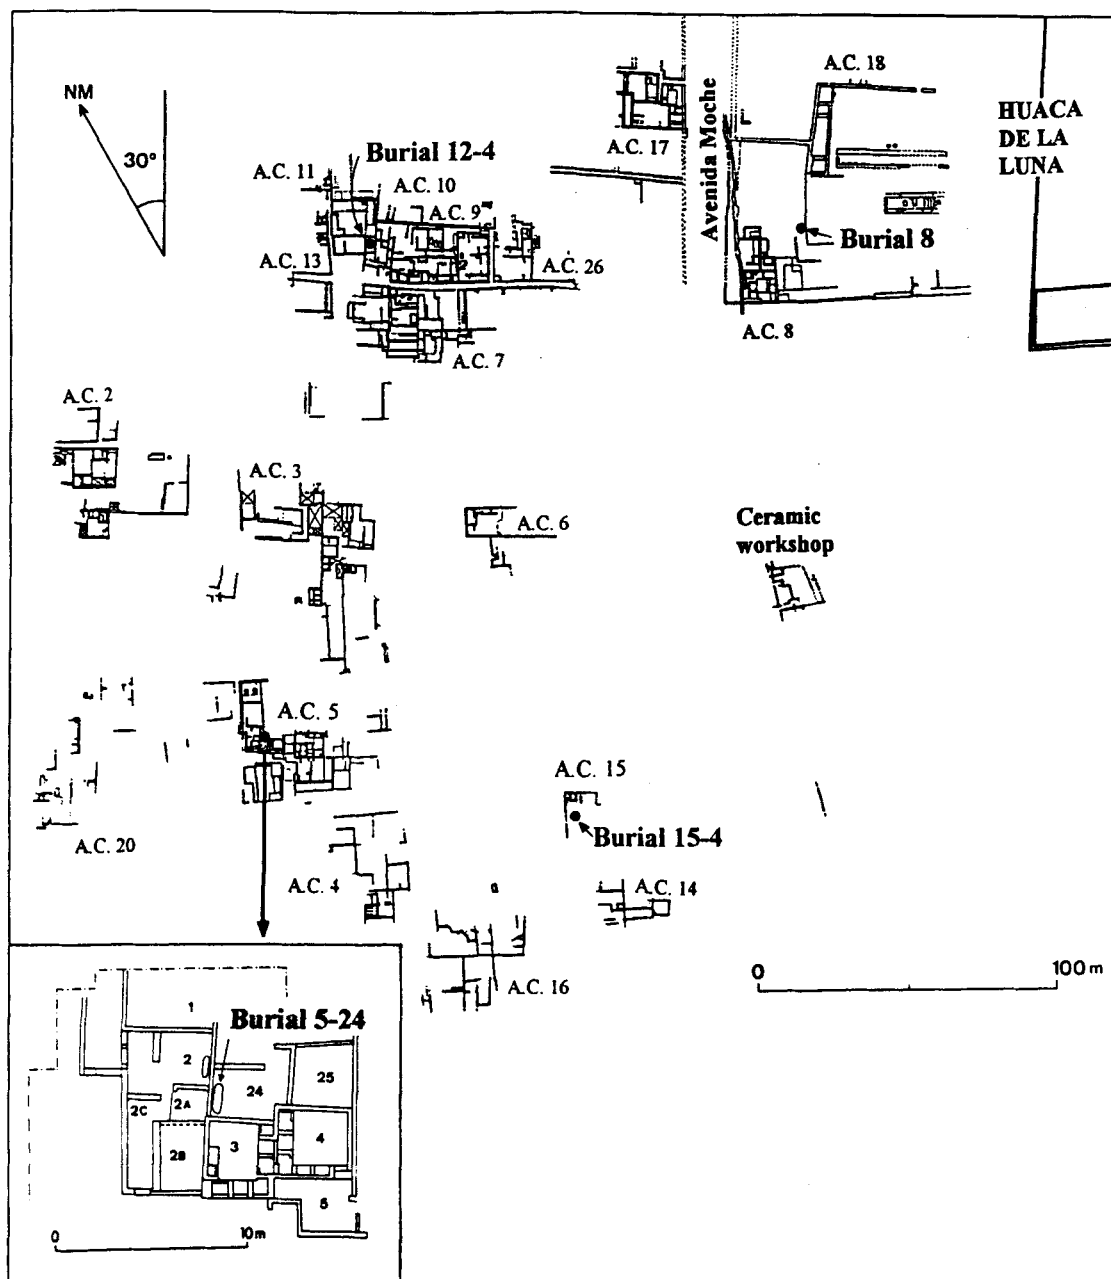 NM
30°
A.C. 18
HUACA
DE LA
LUNA
Avenida Moche
A.C. 17
Burial 12-4
A.C. 11
A.C. 10
A.C. 9
Burial 8
A.C. 13
A.C. 26
A.C. 8
A.C. 7
A.C. 2
A.C. 3
A.C. 6
Ceramic
workshop
A.C. 5
A.C. 15
Burial 15-4
A.C. 20
A.C. 4
A.C. 14
A.C. 16
0
100 m
1
Burial 5-24
2
24
25
2A
2C
3
4
2B
5
0
10 m